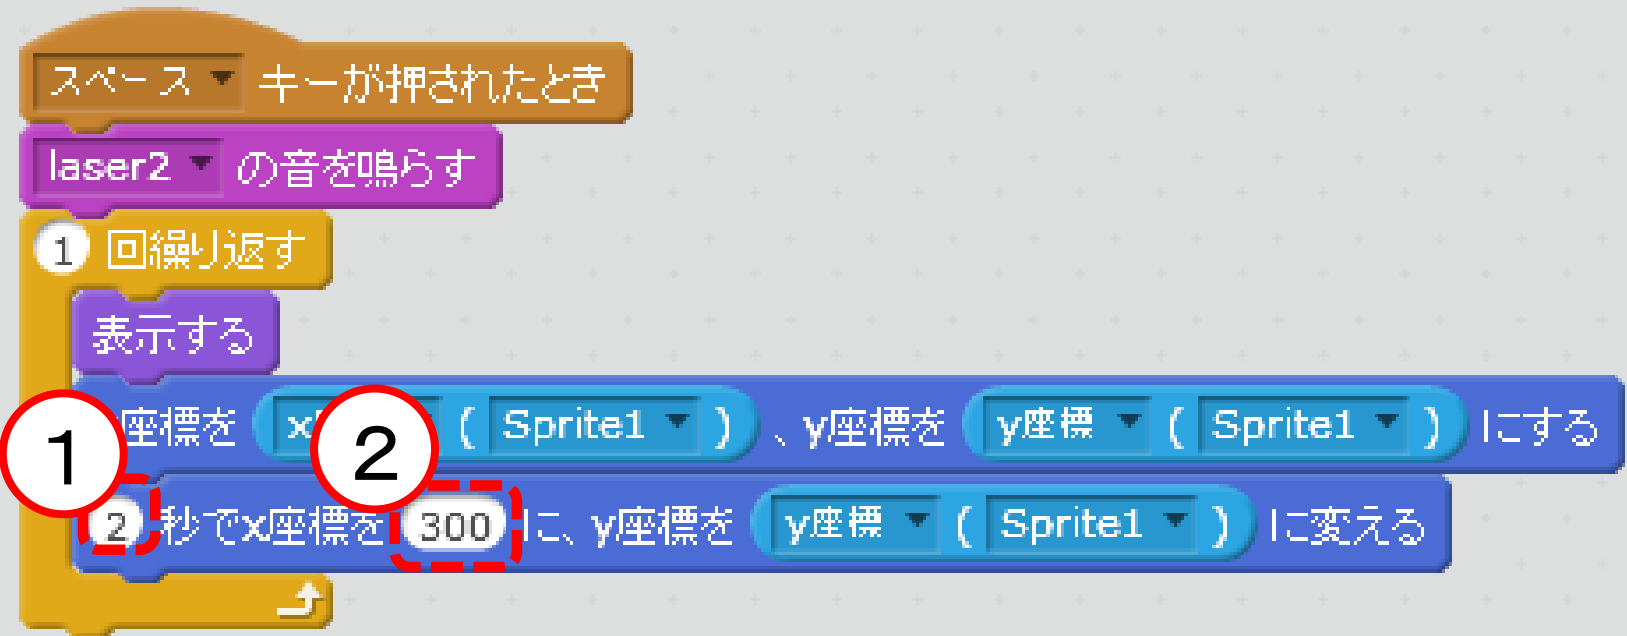 スペース キーが押されたとき
laser2 の音を鳴らす
1 回繰り返す
表示する
座標を x ( Sprite1 ) 、y座標を y座標 ( Sprite1 ) にする
1 2
2 秒でx座標を 300 に、y座標を y座標 ( Sprite1 ) に変える